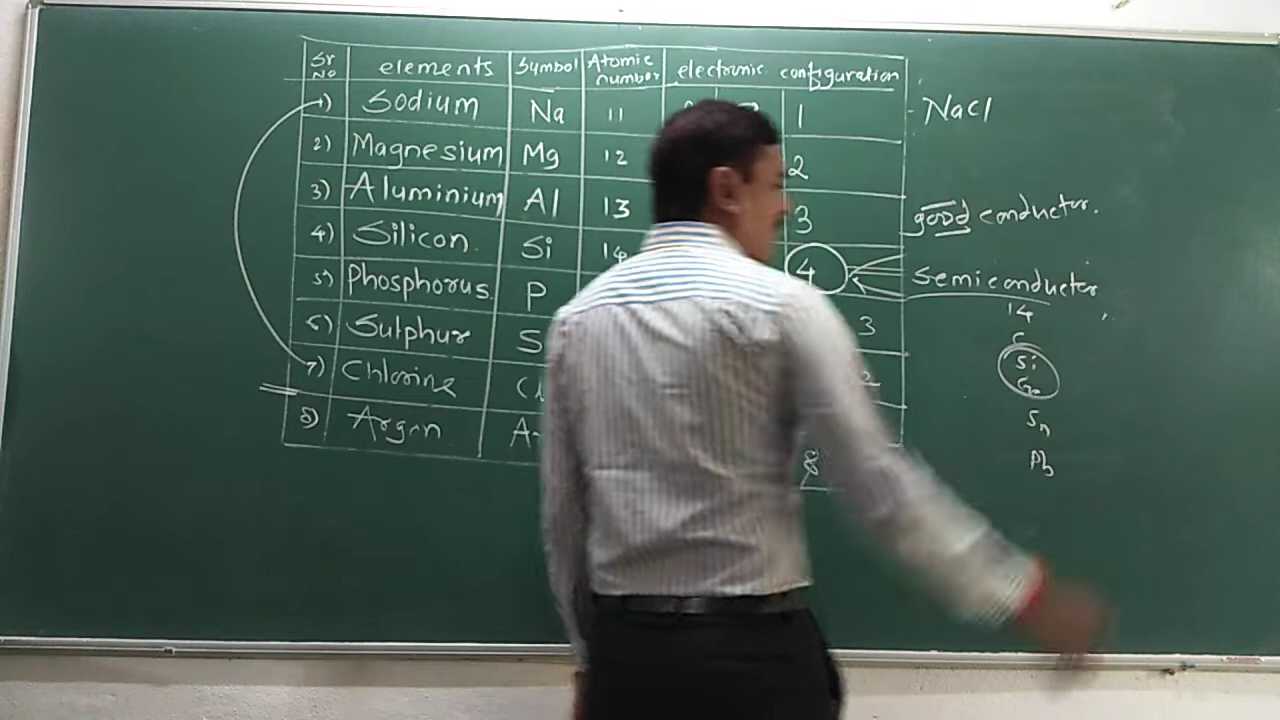 Sr No elements Symbol Atomic number electronic configuration
1) Sodium Na 11 1 NaCl
2) Magnesium Mg 12 2
3) Aluminium Al 13 3 good conductor.
4) Silicon Si 14 4 Semiconductor
5) Phosphorus P
6) Sulphur S 3
7) Chlorine Cl 2
8) Argon A
8
14
C
Si
Ge
Sn
Pb